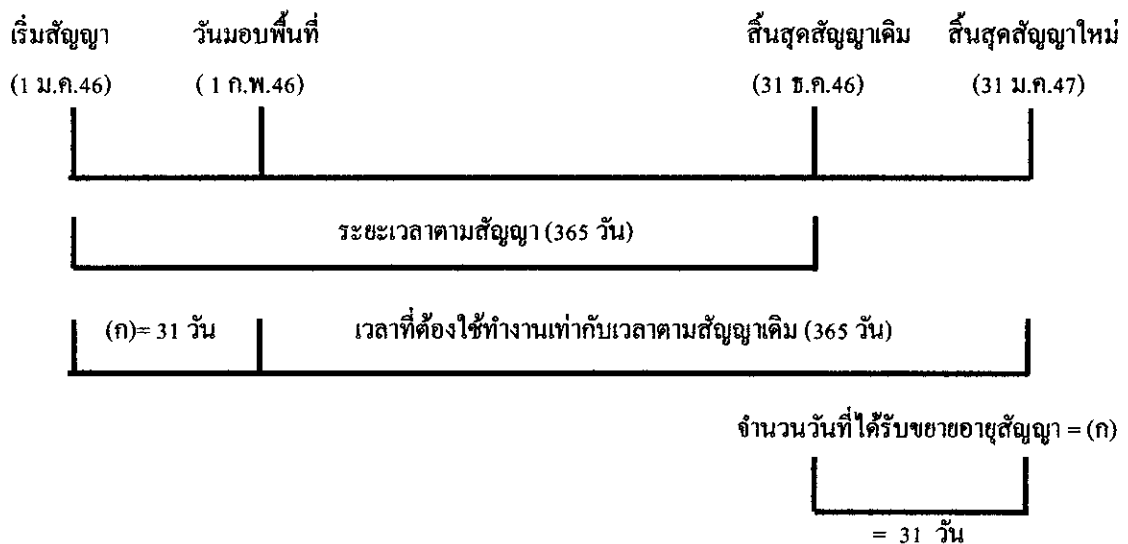 เริ่มสัญญา วันมอบพื้นที่ สิ้นสุดสัญญาเดิม สิ้นสุดสัญญาใหม่
(1 ม.ค.46) ( 1 ก.พ.46) (31 ธ.ค.46) (31 ม.ค.47)
ระยะเวลาตามสัญญา (365 วัน)
(ก)= 31 วัน เวลาที่ต้องใช้ทำงานเท่ากับเวลาตามสัญญาเดิม (365 วัน)
จำนวนวันที่ได้รับขยายอายุสัญญา = (ก)
= 31 วัน